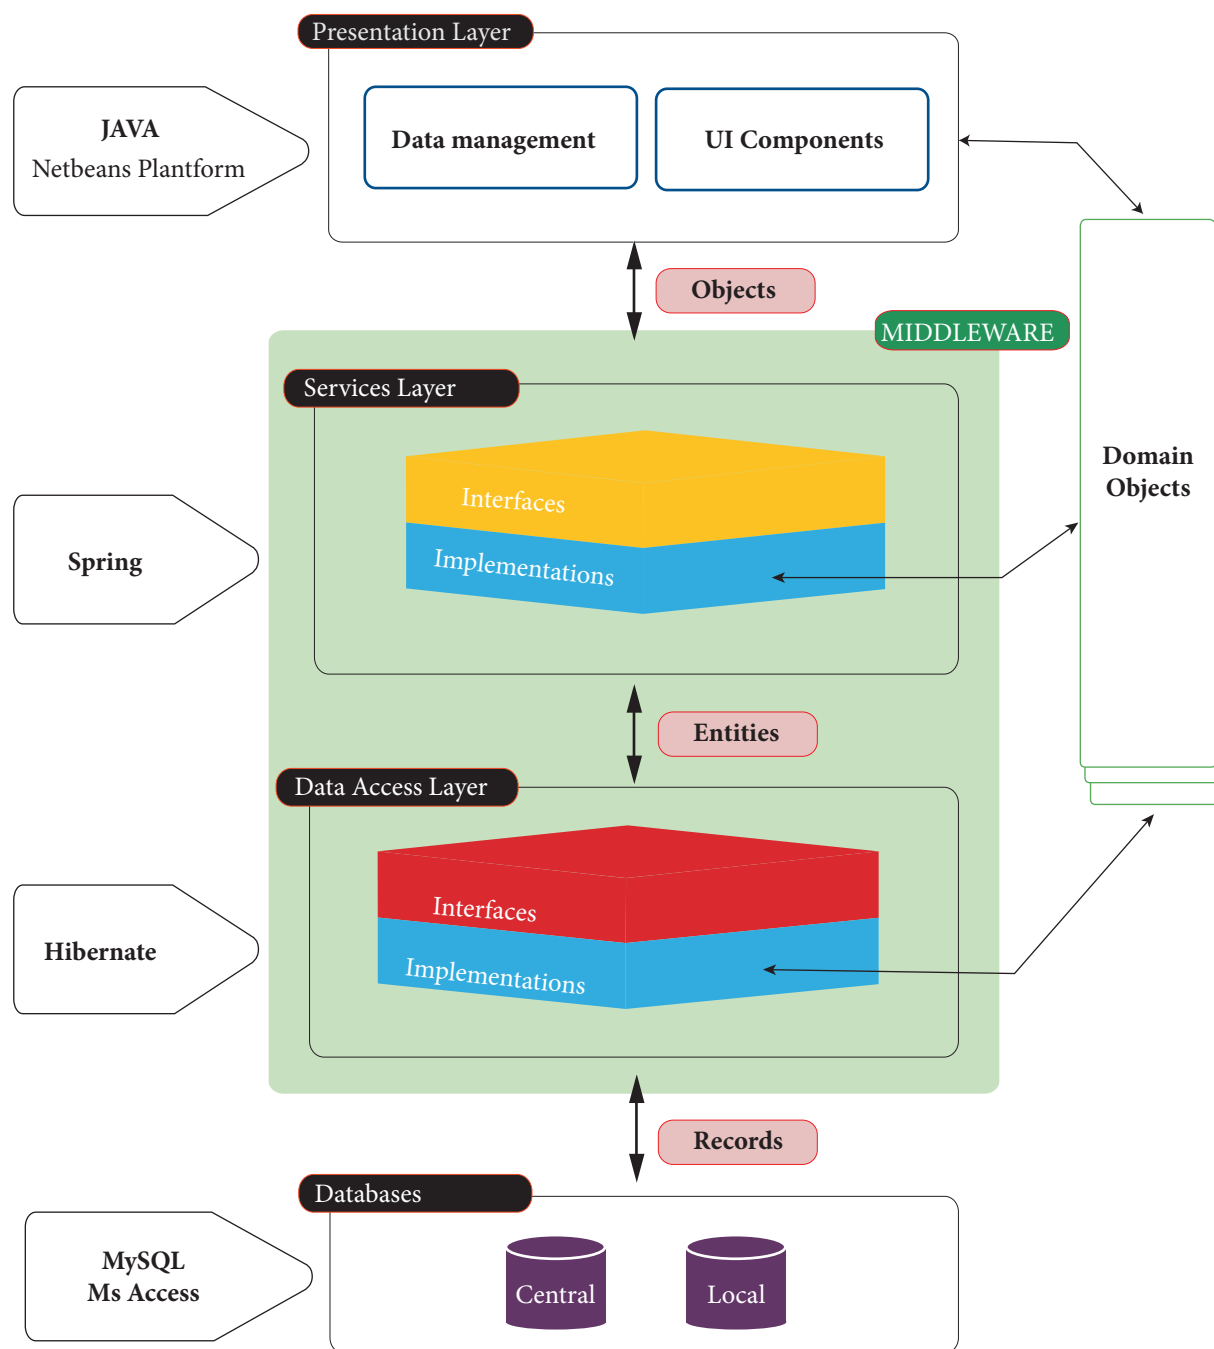 Presentation Layer
JAVA
Netbeans Plantform
Data management
UI Components
Objects
MIDDLEWARE
Services Layer
Interfaces
Implementations
Spring
Domain
Objects
Entities
Data Access Layer
Interfaces
Implementations
Hibernate
Records
Databases
MySQL
Ms Access
Central
Local